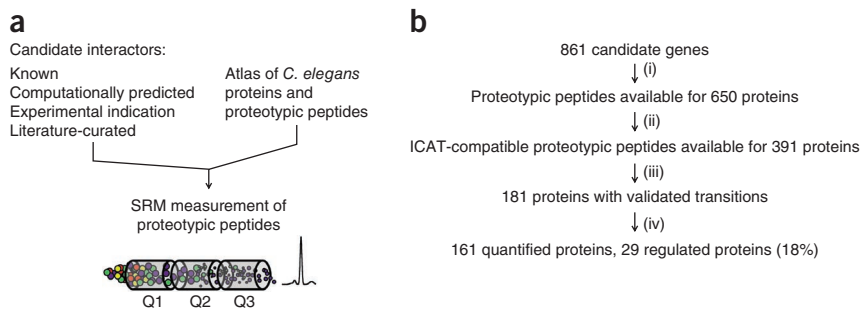 a
Candidate interactors:
Known
Computationally predicted
Experimental indication
Literature-curated
Atlas of C. elegans
proteins and
proteotypic peptides
SRM measurement of
proteotypic peptides
Q1 Q2 Q3
b
861 candidate genes
(i)
Proteotypic peptides available for 650 proteins
(ii)
ICAT-compatible proteotypic peptides available for 391 proteins
(iii)
181 proteins with validated transitions
(iv)
161 quantified proteins, 29 regulated proteins (18%)